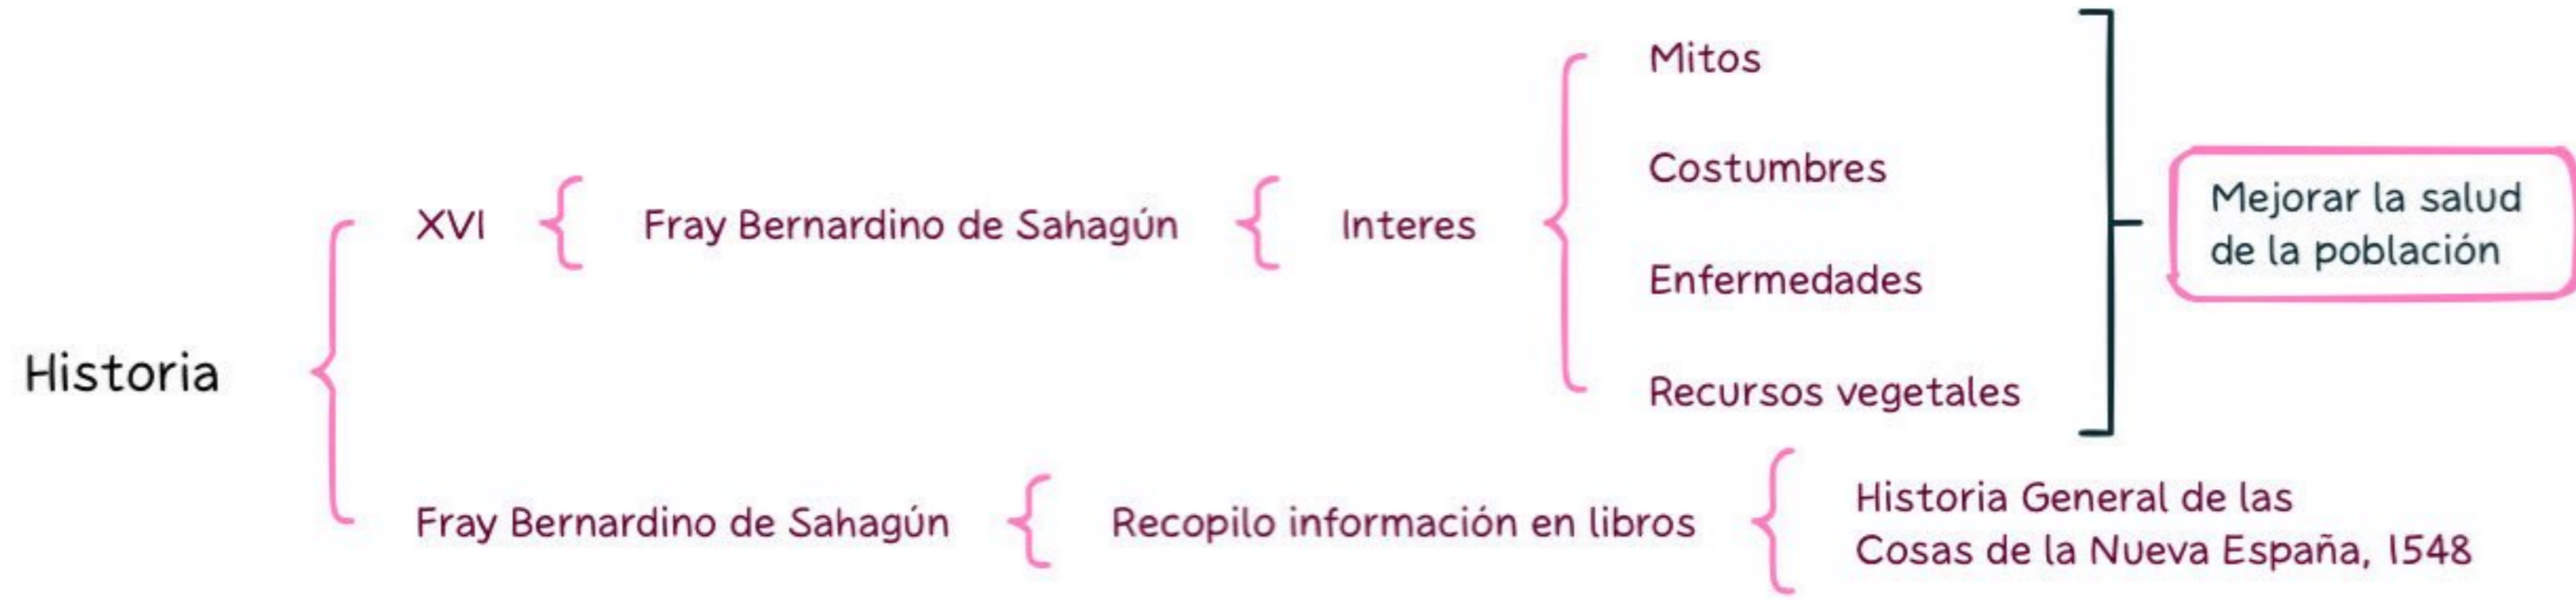 Historia
XVI
Fray Bernardino de Sahagún
Interes
Mitos
Costumbres
Enfermedades
Recursos vegetales
Mejorar la salud
de la población
Fray Bernardino de Sahagún
Recopilo información en libros
Historia General de las
Cosas de la Nueva España, 1548